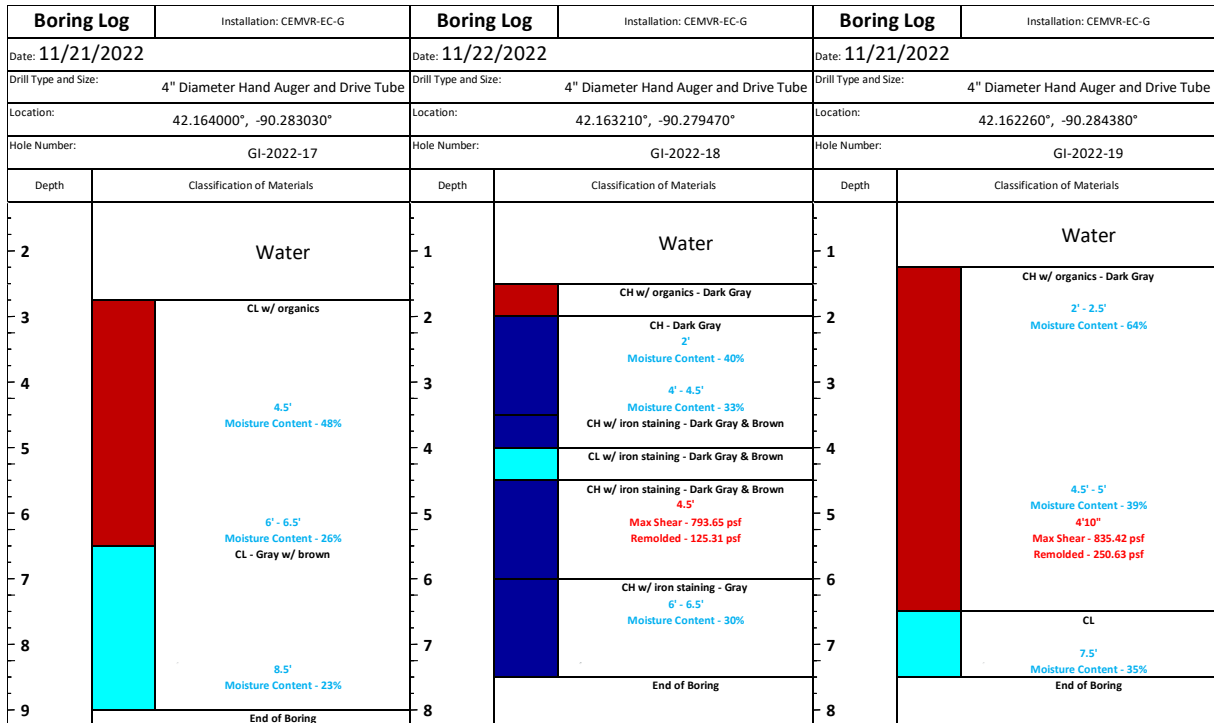 Boring Log
Installation: CEMVR-EC-G
Date: 11/21/2022
Drill Type and Size:
4" Diameter Hand Auger and Drive Tube
Location:
42.164000°, -90.283030°
Hole Number:
GI-2022-17
Depth
Classification of Materials
2
3
4
5
6
7
8
9
Water
CL w/ organics
4.5'
Moisture Content - 48%
6' - 6.5'
Moisture Content - 26%
CL - Gray w/ brown
8.5'
Moisture Content - 23%
End of Boring
Boring Log
Installation: CEMVR-EC-G
Date: 11/22/2022
Drill Type and Size:
4" Diameter Hand Auger and Drive Tube
Location:
42.163210°, -90.279470°
Hole Number:
GI-2022-18
Depth
Classification of Materials
1
2
3
4
5
6
7
8
Water
CH w/ organics - Dark Gray
CH - Dark Gray
2'
Moisture Content - 40%
4' - 4.5'
Moisture Content - 33%
CH w/ iron staining - Dark Gray & Brown
CL w/ iron staining - Dark Gray & Brown
CH w/ iron staining - Dark Gray & Brown
4.5'
Max Shear - 793.65 psf
Remolded - 125.31 psf
CH w/ iron staining - Gray
6' - 6.5'
Moisture Content - 30%
End of Boring
Boring Log
Installation: CEMVR-EC-G
Date: 11/21/2022
Drill Type and Size:
4" Diameter Hand Auger and Drive Tube
Location:
42.162260°, -90.284380°
Hole Number:
GI-2022-19
Depth
Classification of Materials
1
2
3
4
5
6
7
8
Water
CH w/ organics - Dark Gray
2' - 2.5'
Moisture Content - 64%
4.5' - 5'
Moisture Content - 39%
4'10"
Max Shear - 835.42 psf
Remolded - 250.63 psf
CL
7.5'
Moisture Content - 35%
End of Boring